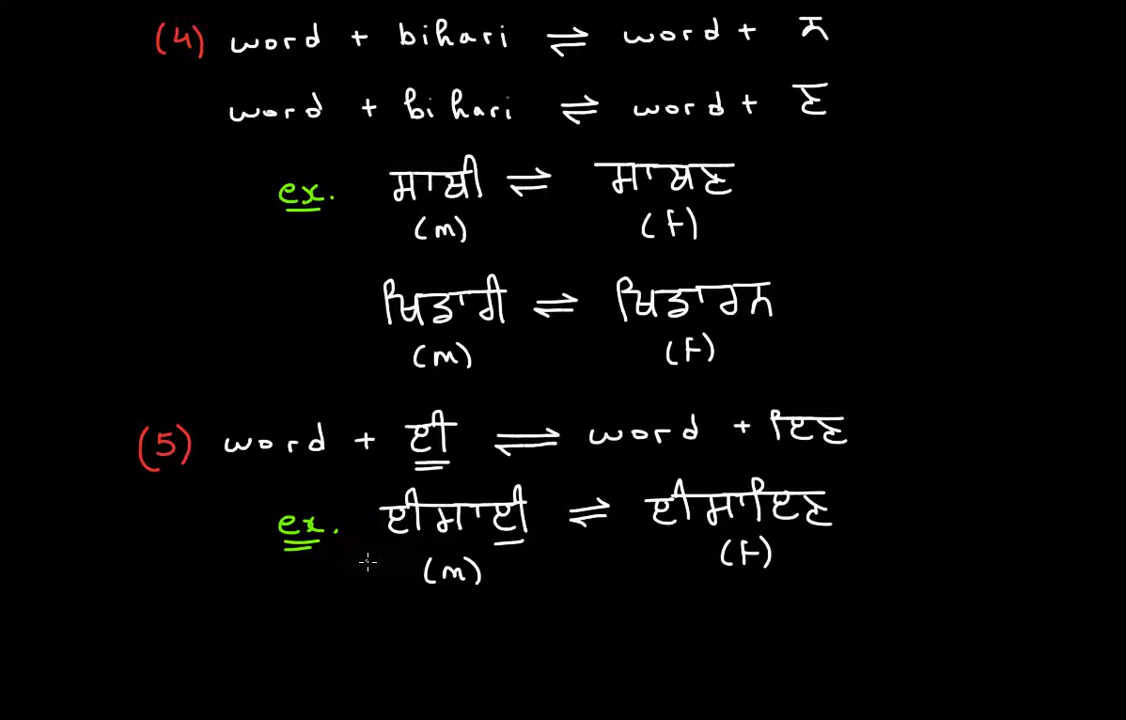 (4) word + bihari ⇌ word + ਨ
word + bihari ⇌ word + ਣ
ex. ਸਾਥੀ ⇌ ਸਾਥਣ
(m) (F)
ਖਿਡਾਰੀ ⇌ ਖਿਡਾਰਨ
(m) (F)
(5) word + ਈ ⇌ word + ਇਣ
ex. ਈਸਾਈ ⇌ ਈਸਾਇਣ
(m) (F)